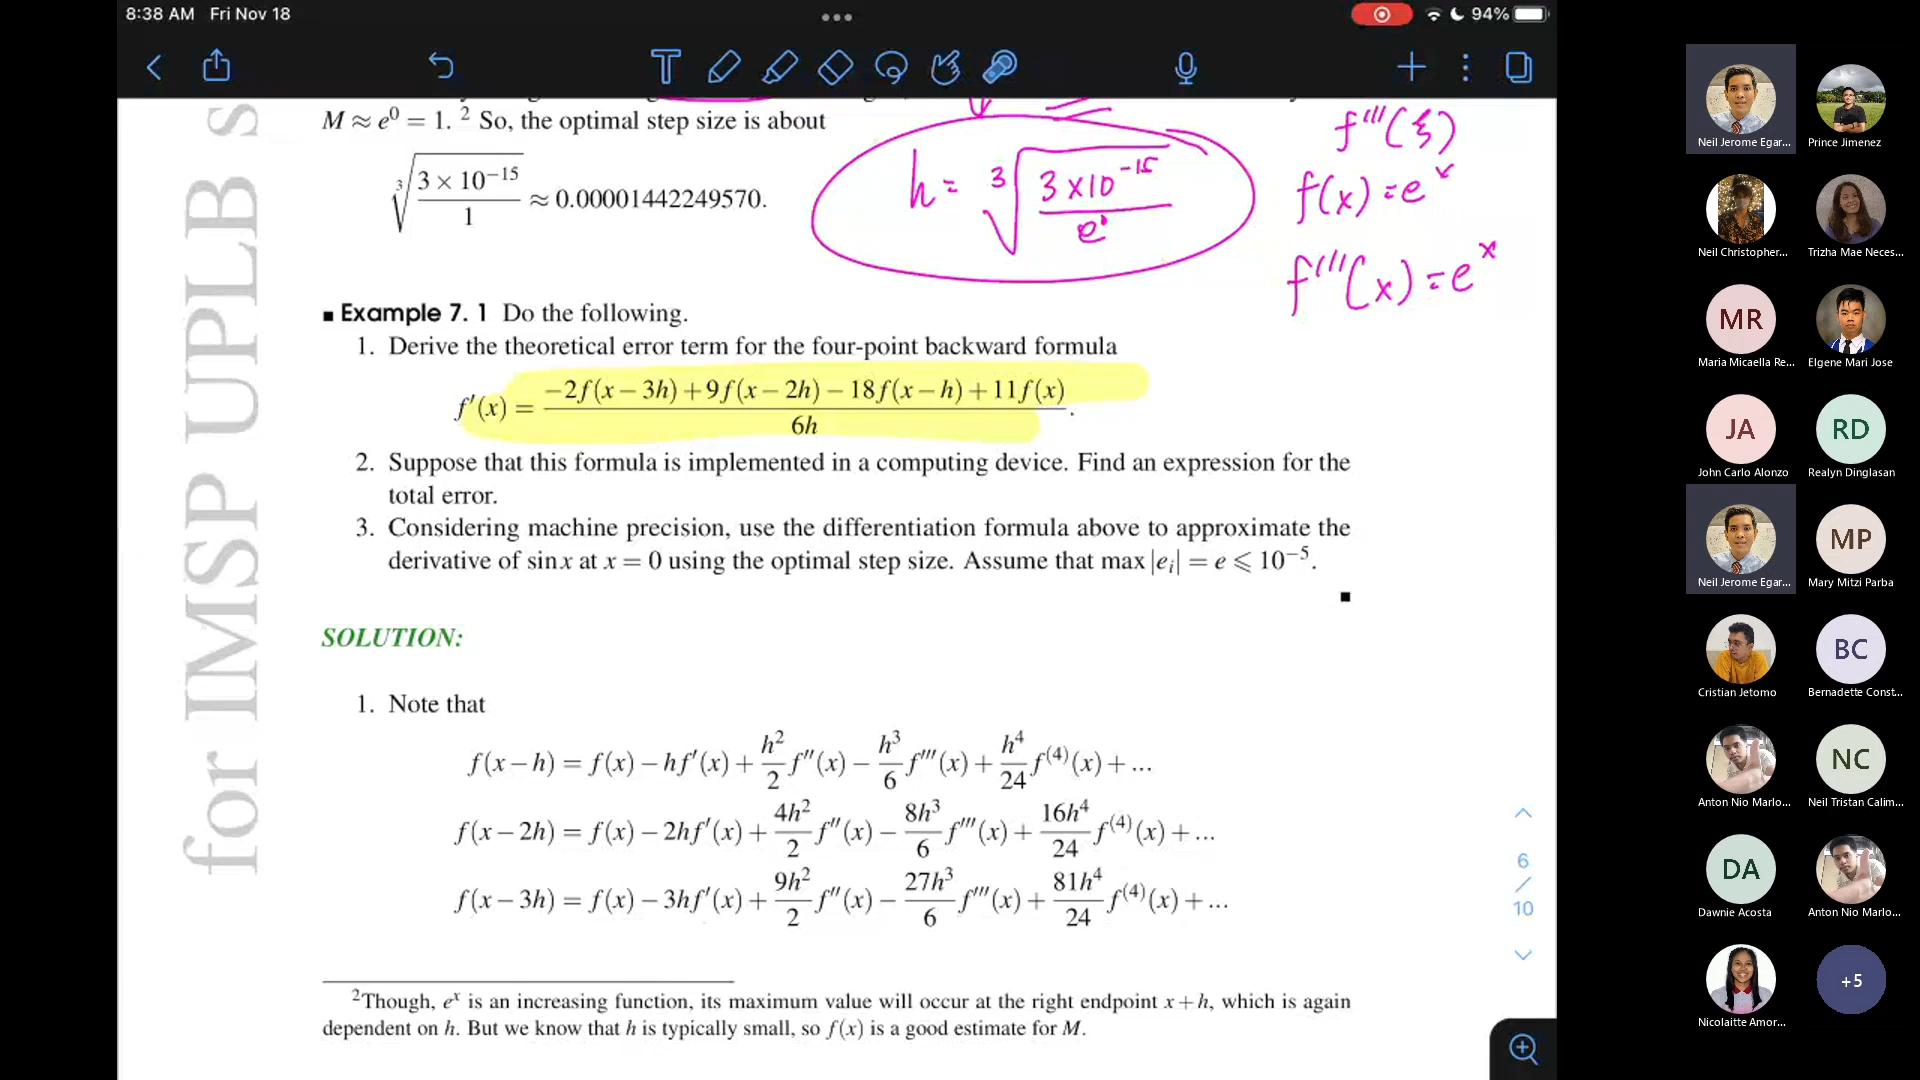 8:38 AM Fri Nov 18
94%
M ≈ e⁰ = 1. ² So, the optimal step size is about
∛(3 × 10⁻¹⁵ / 1) ≈ 0.00001442249570.
h = ∛(3 × 10⁻¹⁵ / e¹)
f'''(ξ)
f(x) = eˣ
f'''(x) = eˣ
■ Example 7. 1 Do the following.
1. Derive the theoretical error term for the four-point backward formula
f′(x) = (−2f(x−3h)+9f(x−2h)−18f(x−h)+11f(x)) / 6h .
2. Suppose that this formula is implemented in a computing device. Find an expression for the
total error.
3. Considering machine precision, use the differentiation formula above to approximate the
derivative of sin x at x = 0 using the optimal step size. Assume that max |eᵢ| = e ⩽ 10⁻⁵.
■
SOLUTION:
1. Note that
f(x−h) = f(x) − hf′(x) + h²/2 f″(x) − h³/6 f‴(x) + h⁴/24 f⁽⁴⁾(x) + ...
f(x−2h) = f(x) − 2hf′(x) + 4h²/2 f″(x) − 8h³/6 f‴(x) + 16h⁴/24 f⁽⁴⁾(x) + ...
f(x−3h) = f(x) − 3hf′(x) + 9h²/2 f″(x) − 27h³/6 f‴(x) + 81h⁴/24 f⁽⁴⁾(x) + ...
²Though, eˣ is an increasing function, its maximum value will occur at the right endpoint x+h, which is again
dependent on h. But we know that h is typically small, so f(x) is a good estimate for M.
for IMSP UPLB S
6
/
10
Neil Jerome Egar...
Prince Jimenez
Neil Christopher...
Trizha Mae Neces...
MR
Maria Micaella Re...
Elgene Mari Jose
JA
John Carlo Alonzo
RD
Realyn Dinglasan
Neil Jerome Egar...
MP
Mary Mitzi Parba
Cristian Jetomo
BC
Bernadette Const...
Anton Nio Marlo...
NC
Neil Tristan Calim...
DA
Dawnie Acosta
Anton Nio Marlo...
Nicolaitte Amor...
+5